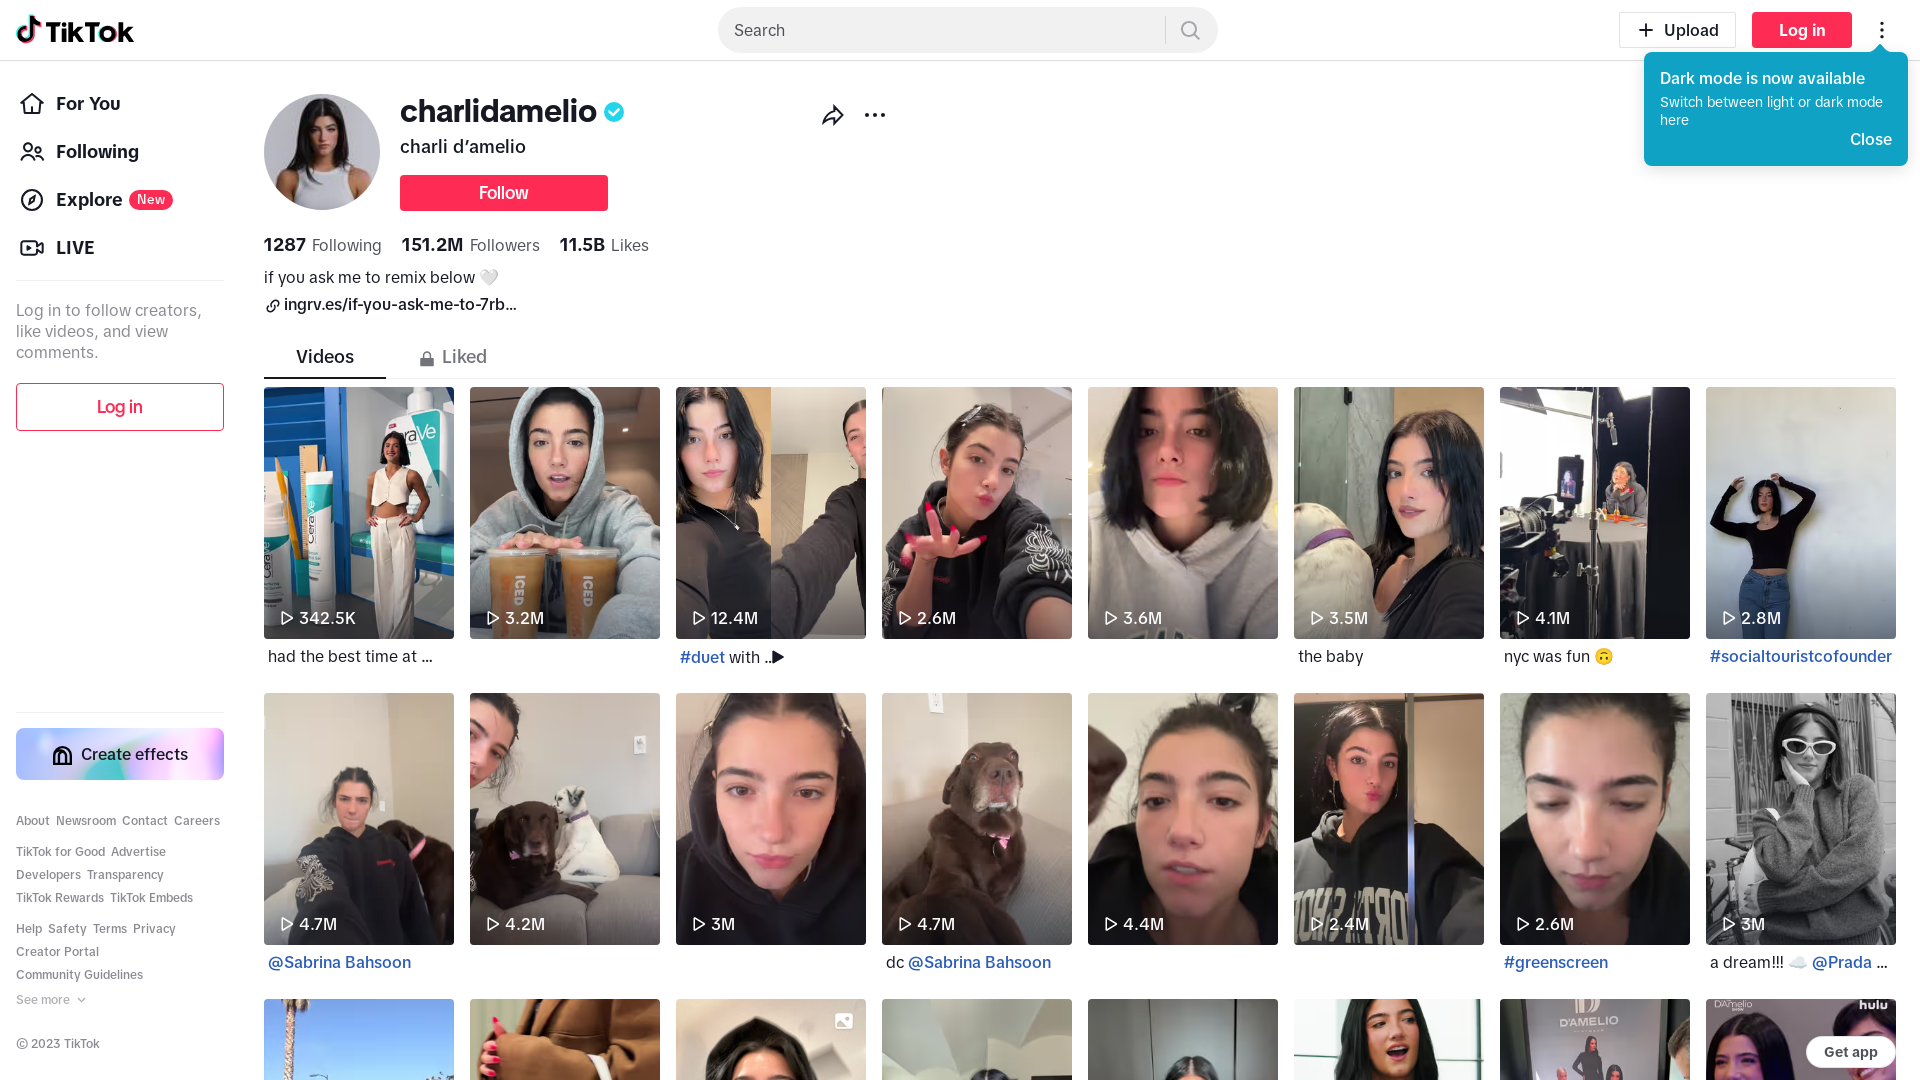 TikTok
Search
Upload
Log in
Dark mode is now available
Switch between light or dark mode
here
Close
For You
Following
Explore New
LIVE
Log in to follow creators,
like videos, and view
comments.
Log in
Create effects
About Newsroom Contact Careers
TikTok for Good Advertise
Developers Transparency
TikTok Rewards TikTok Embeds
Help Safety Terms Privacy
Creator Portal
Community Guidelines
See more
© 2023 TikTok
charlidamelio
charli d’amelio
Follow
1287 Following 151.2M Followers 11.5B Likes
if you ask me to remix below 🤍
ingrv.es/if-you-ask-me-to-7rb...
Videos Liked
CeraVe
ICED
ICED
342.5K 3.2M 12.4M 2.6M 3.6M 3.5M 4.1M 2.8M
had the best time at ...
#duet with ...
the baby
nyc was fun 🙃
#socialtouristcofounder
4.7M 4.2M 3M 4.7M 4.4M 2.4M 2.6M 3M
@Sabrina Bahsoon
dc @Sabrina Bahsoon
#greenscreen
a dream!!! ☁️ @Prada ...
D'AMELIO
D'Amelio
hulu
Get app